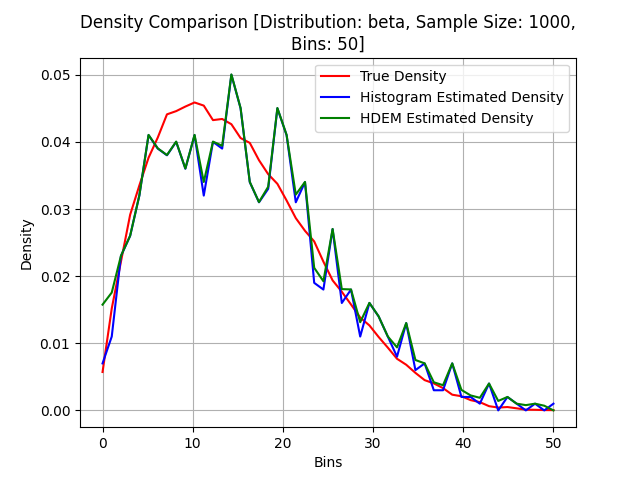 Density Comparison [Distribution: beta, Sample Size: 1000,
Bins: 50]
True Density
Histogram Estimated Density
HDEM Estimated Density
Density
0.05
0.04
0.03
0.02
0.01
0.00
0 10 20 30 40 50
Bins